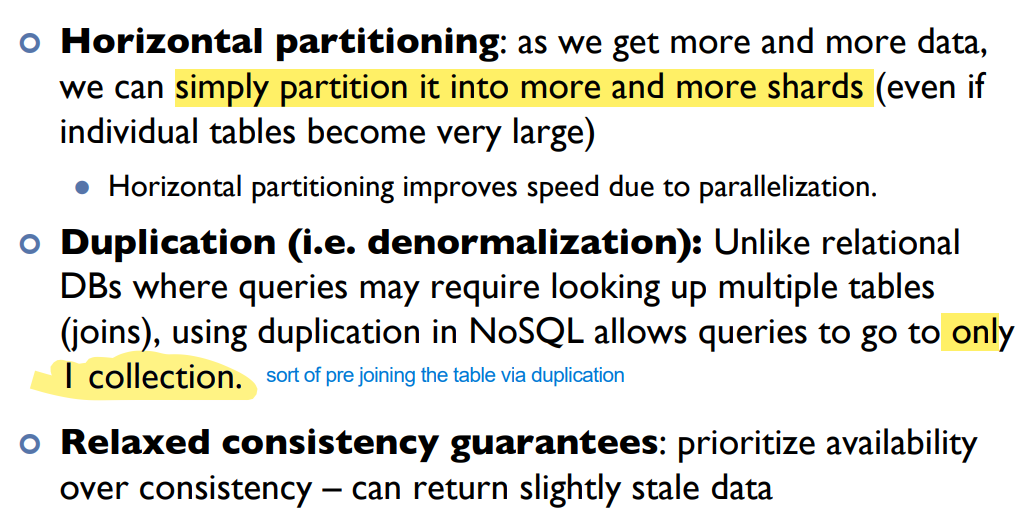 Horizontal partitioning: as we get more and more data,
we can simply partition it into more and more shards (even if
individual tables become very large)
Horizontal partitioning improves speed due to parallelization.
Duplication (i.e. denormalization): Unlike relational
DBs where queries may require looking up multiple tables
(joins), using duplication in NoSQL allows queries to go to only
1 collection. sort of pre joining the table via duplication
Relaxed consistency guarantees: prioritize availability
over consistency – can return slightly stale data